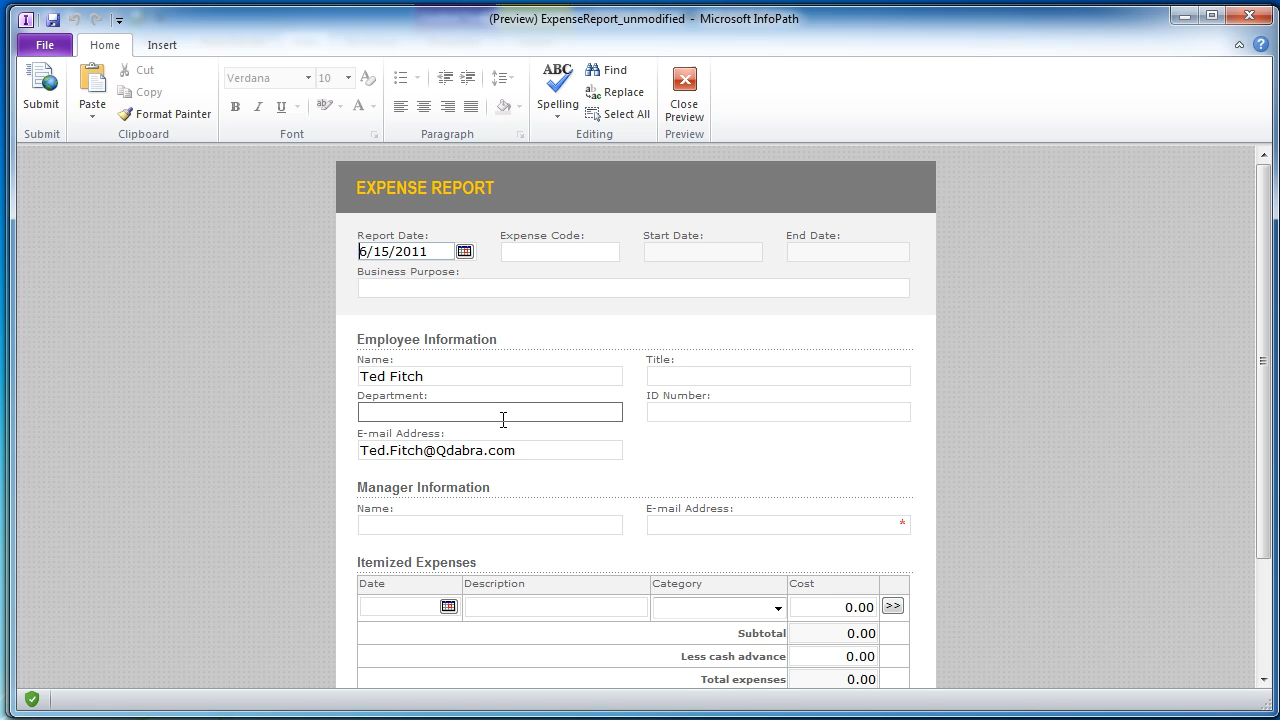 (Preview) ExpenseReport_unmodified - Microsoft InfoPath
File Home Insert
Submit
Submit
Paste
Cut
Copy
Format Painter
Clipboard
Verdana 10
B I U ab A
Font
Paragraph
ABC
Spelling
Find
Replace
Select All
Editing
Close
Preview
Preview
EXPENSE REPORT
Report Date: Expense Code: Start Date: End Date:
6/15/2011
Business Purpose:
Employee Information
Name: Title:
Ted Fitch
Department: ID Number:
E-mail Address:
Ted.Fitch@Qdabra.com
Manager Information
Name: E-mail Address:
*
Itemized Expenses
Date Description Category Cost
0.00 >>
Subtotal 0.00
Less cash advance 0.00
Total expenses 0.00